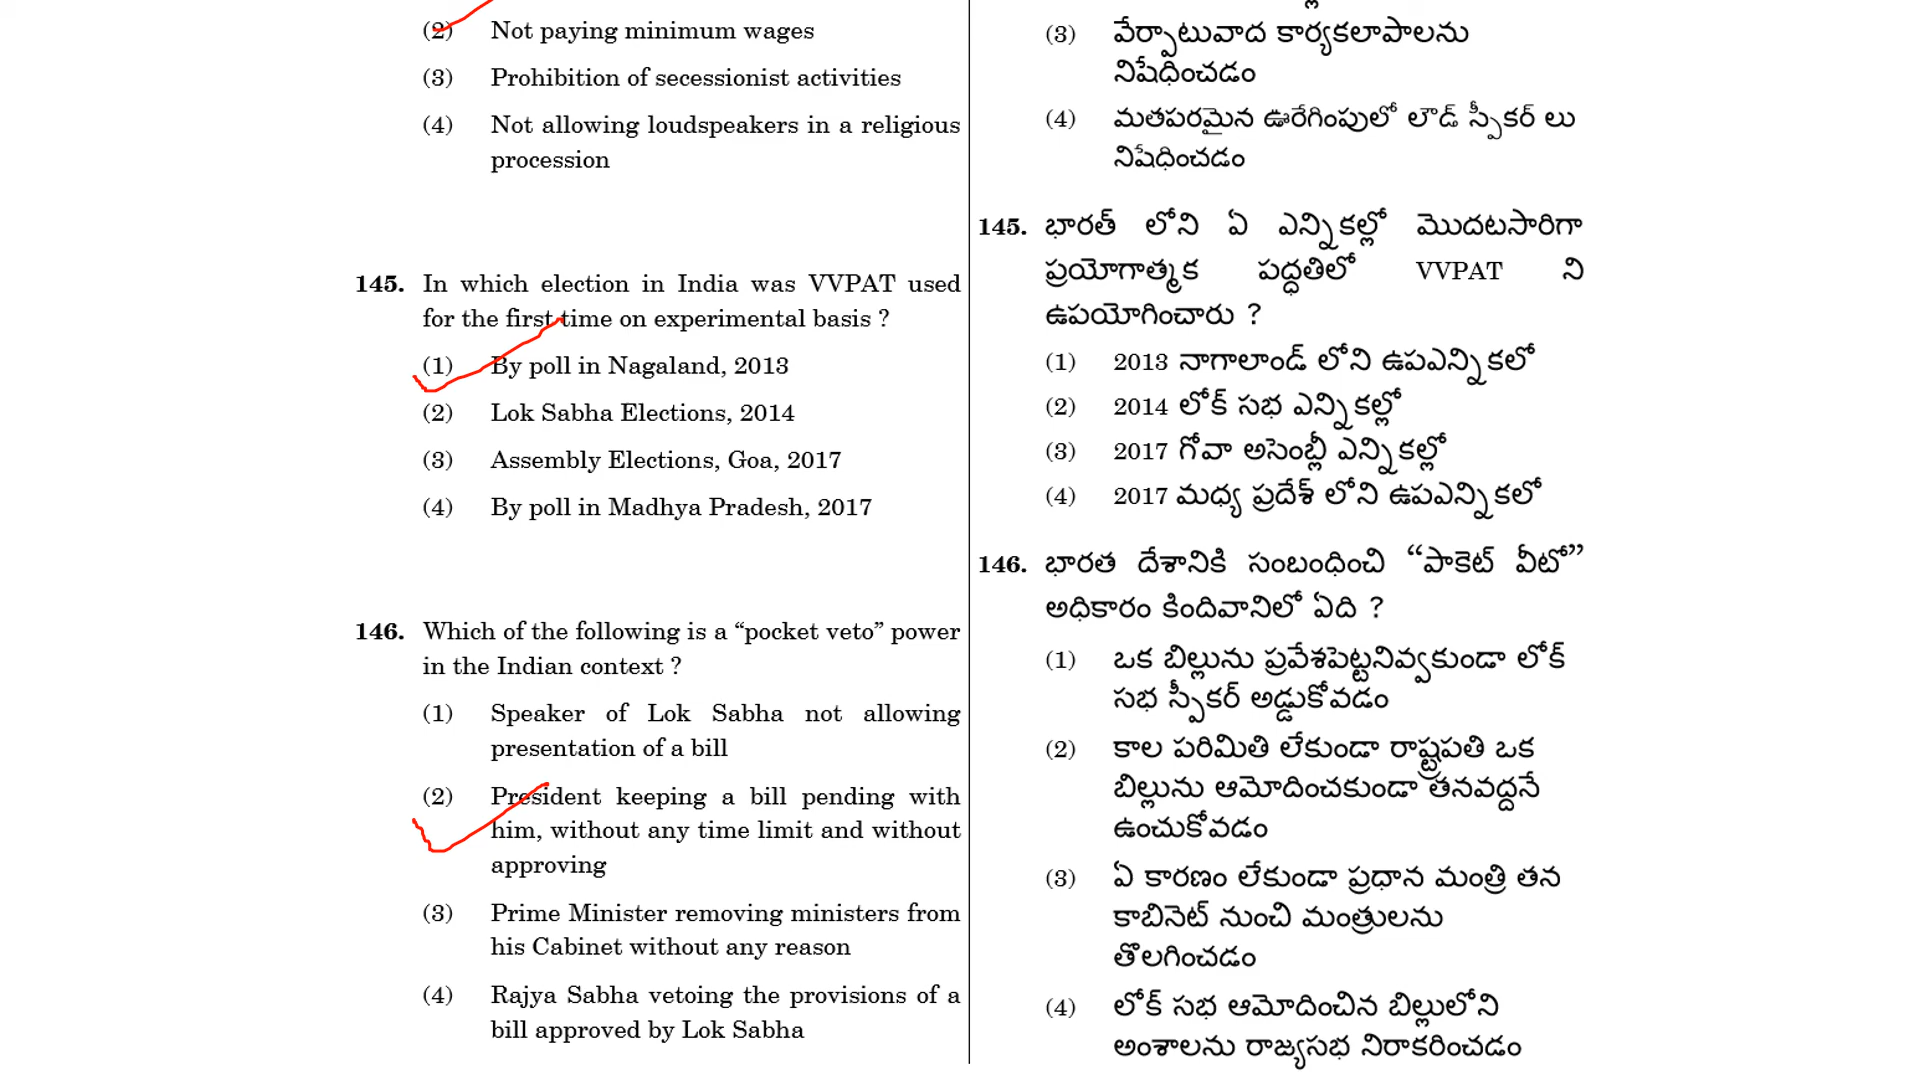 (2) Not paying minimum wages
(3) Prohibition of secessionist activities
(4) Not allowing loudspeakers in a religious
procession
145. In which election in India was VVPAT used
for the first time on experimental basis ?
(1) By poll in Nagaland, 2013
(2) Lok Sabha Elections, 2014
(3) Assembly Elections, Goa, 2017
(4) By poll in Madhya Pradesh, 2017
146. Which of the following is a “pocket veto” power
in the Indian context ?
(1) Speaker of Lok Sabha not allowing
presentation of a bill
(2) President keeping a bill pending with
him, without any time limit and without
approving
(3) Prime Minister removing ministers from
his Cabinet without any reason
(4) Rajya Sabha vetoing the provisions of a
bill approved by Lok Sabha
(3) వేర్పాటువాద కార్యకలాపాలను
నిషేధించడం
(4) మతపరమైన ఊరేగింపులో లౌడ్ స్పీకర్ లు
నిషేధించడం
145. భారత్ లోని ఏ ఎన్నికల్లో మొదటసారిగా
ప్రయోగాత్మక పద్ధతిలో VVPAT ని
ఉపయోగించారు ?
(1) 2013 నాగాలాండ్ లోని ఉపఎన్నికలో
(2) 2014 లోక్ సభ ఎన్నికల్లో
(3) 2017 గోవా అసెంబ్లీ ఎన్నికల్లో
(4) 2017 మధ్య ప్రదేశ్ లోని ఉపఎన్నికలో
146. భారత దేశానికి సంబంధించి “పాకెట్ వీటో”
అధికారం కిందివానిలో ఏది ?
(1) ఒక బిల్లును ప్రవేశపెట్టనివ్వకుండా లోక్
సభ స్పీకర్ అడ్డుకోవడం
(2) కాల పరిమితి లేకుండా రాష్ట్రపతి ఒక
బిల్లును ఆమోదించకుండా తనవద్దనే
ఉంచుకోవడం
(3) ఏ కారణం లేకుండా ప్రధాన మంత్రి తన
కాబినెట్ నుంచి మంత్రులను
తొలగించడం
(4) లోక్ సభ ఆమోదించిన బిల్లులోని
అంశాలను రాజ్యసభ నిరాకరించడం